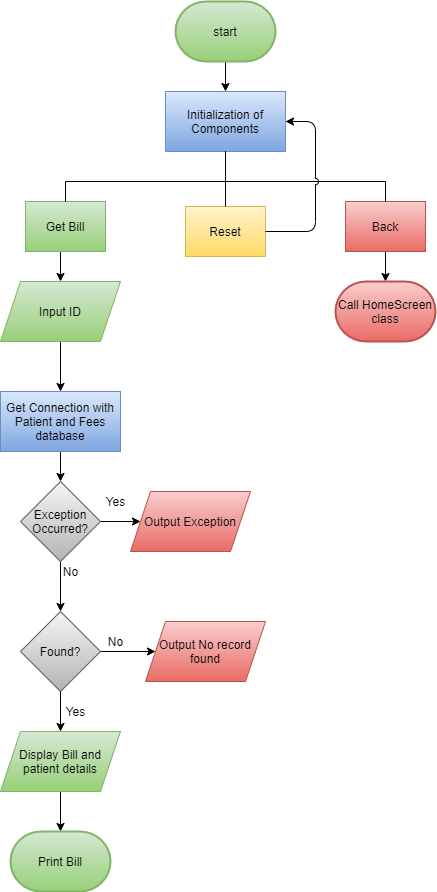 start
Initialization of
Components
Get Bill
Reset
Back
Input ID
Call HomeScreen
class
Get Connection with
Patient and Fees
database
Yes
Exception
Occurred?
Output Exception
No
Found?
No
Output No record
found
Yes
Display Bill and
patient details
Print Bill